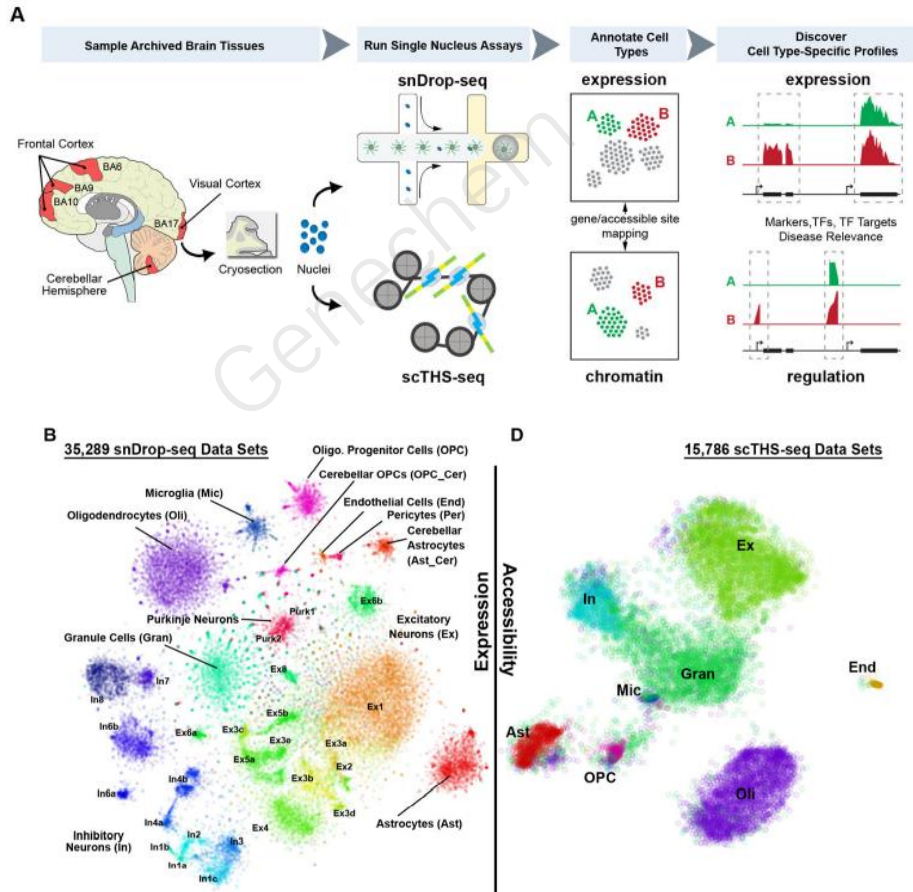 A
Sample Archived Brain Tissues
Run Single Nucleus Assays
Annotate Cell
Types
Discover
Cell Type-Specific Profiles
snDrop-seq
expression
expression
Frontal Cortex
BA6
BA9
BA10
Visual Cortex
BA17
Cerebellar
Hemisphere
Cryosection
Nuclei
A
B
A
B
gene/accessible site
mapping
Markers,TFs, TF Targets
Disease Relevance
A
B
A
B
scTHS-seq
chromatin
regulation
Genechem
B
35,289 snDrop-seq Data Sets
Oligo. Progenitor Cells (OPC)
Cerebellar OPCs (OPC_Cer)
Microglia (Mic)
Endothelial Cells (End)
Oligodendrocytes (Oli)
Pericytes (Per)
Cerebellar
Astrocytes
(Ast_Cer)
Ex6b
Purk1
Purkinje Neurons
Excitatory
Neurons (Ex)
Granule Cells (Gran)
Purk2
Ex8
In8
In7
Ex1
Ex5b
In6b
Ex6a
Ex3c
Ex3e
Ex3a
Ex5a
Ex2
In4b
Ex3b
In6a
Ex3d
In4a
Ex4
Astrocytes (Ast)
Inhibitory
Neurons (In)
In2
In3
In1b
In1a
In1c
Expression
Accessibility
D
15,786 scTHS-seq Data Sets
Ex
In
Gran
End
Mic
Ast
OPC
Oli